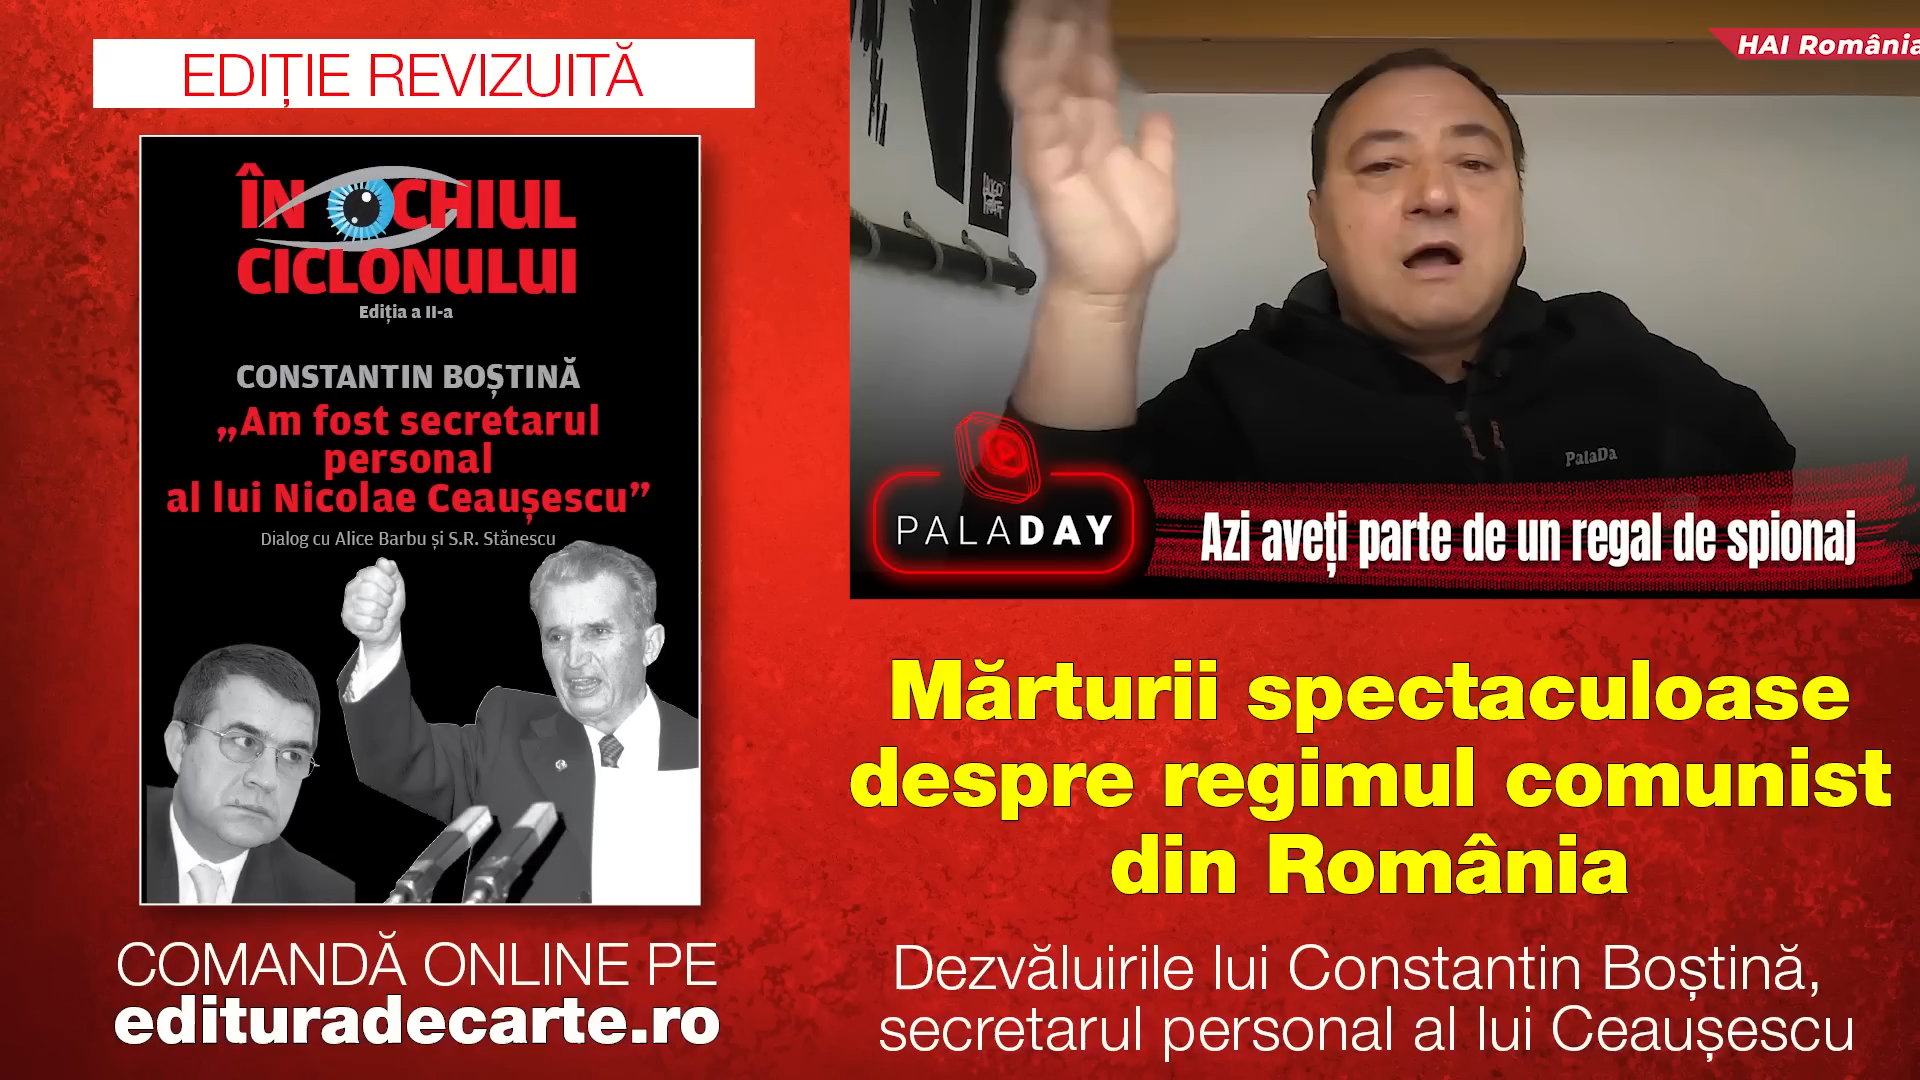 EDIȚIE REVIZUITĂ
ÎN OCHIUL
CICLONULUI
Ediția a II-a
CONSTANTIN BOȘTINĂ
„Am fost secretarul
personal
al lui Nicolae Ceaușescu”
Dialog cu Alice Barbu și S.R. Stănescu
COMANDĂ ONLINE PE
edituradecarte.ro
HAI România
PalaDa
PALADAY
Azi aveți parte de un regal de spionaj
Mărturii spectaculoase
despre regimul comunist
din România
Dezvăluirile lui Constantin Boștină,
secretarul personal al lui Ceaușescu